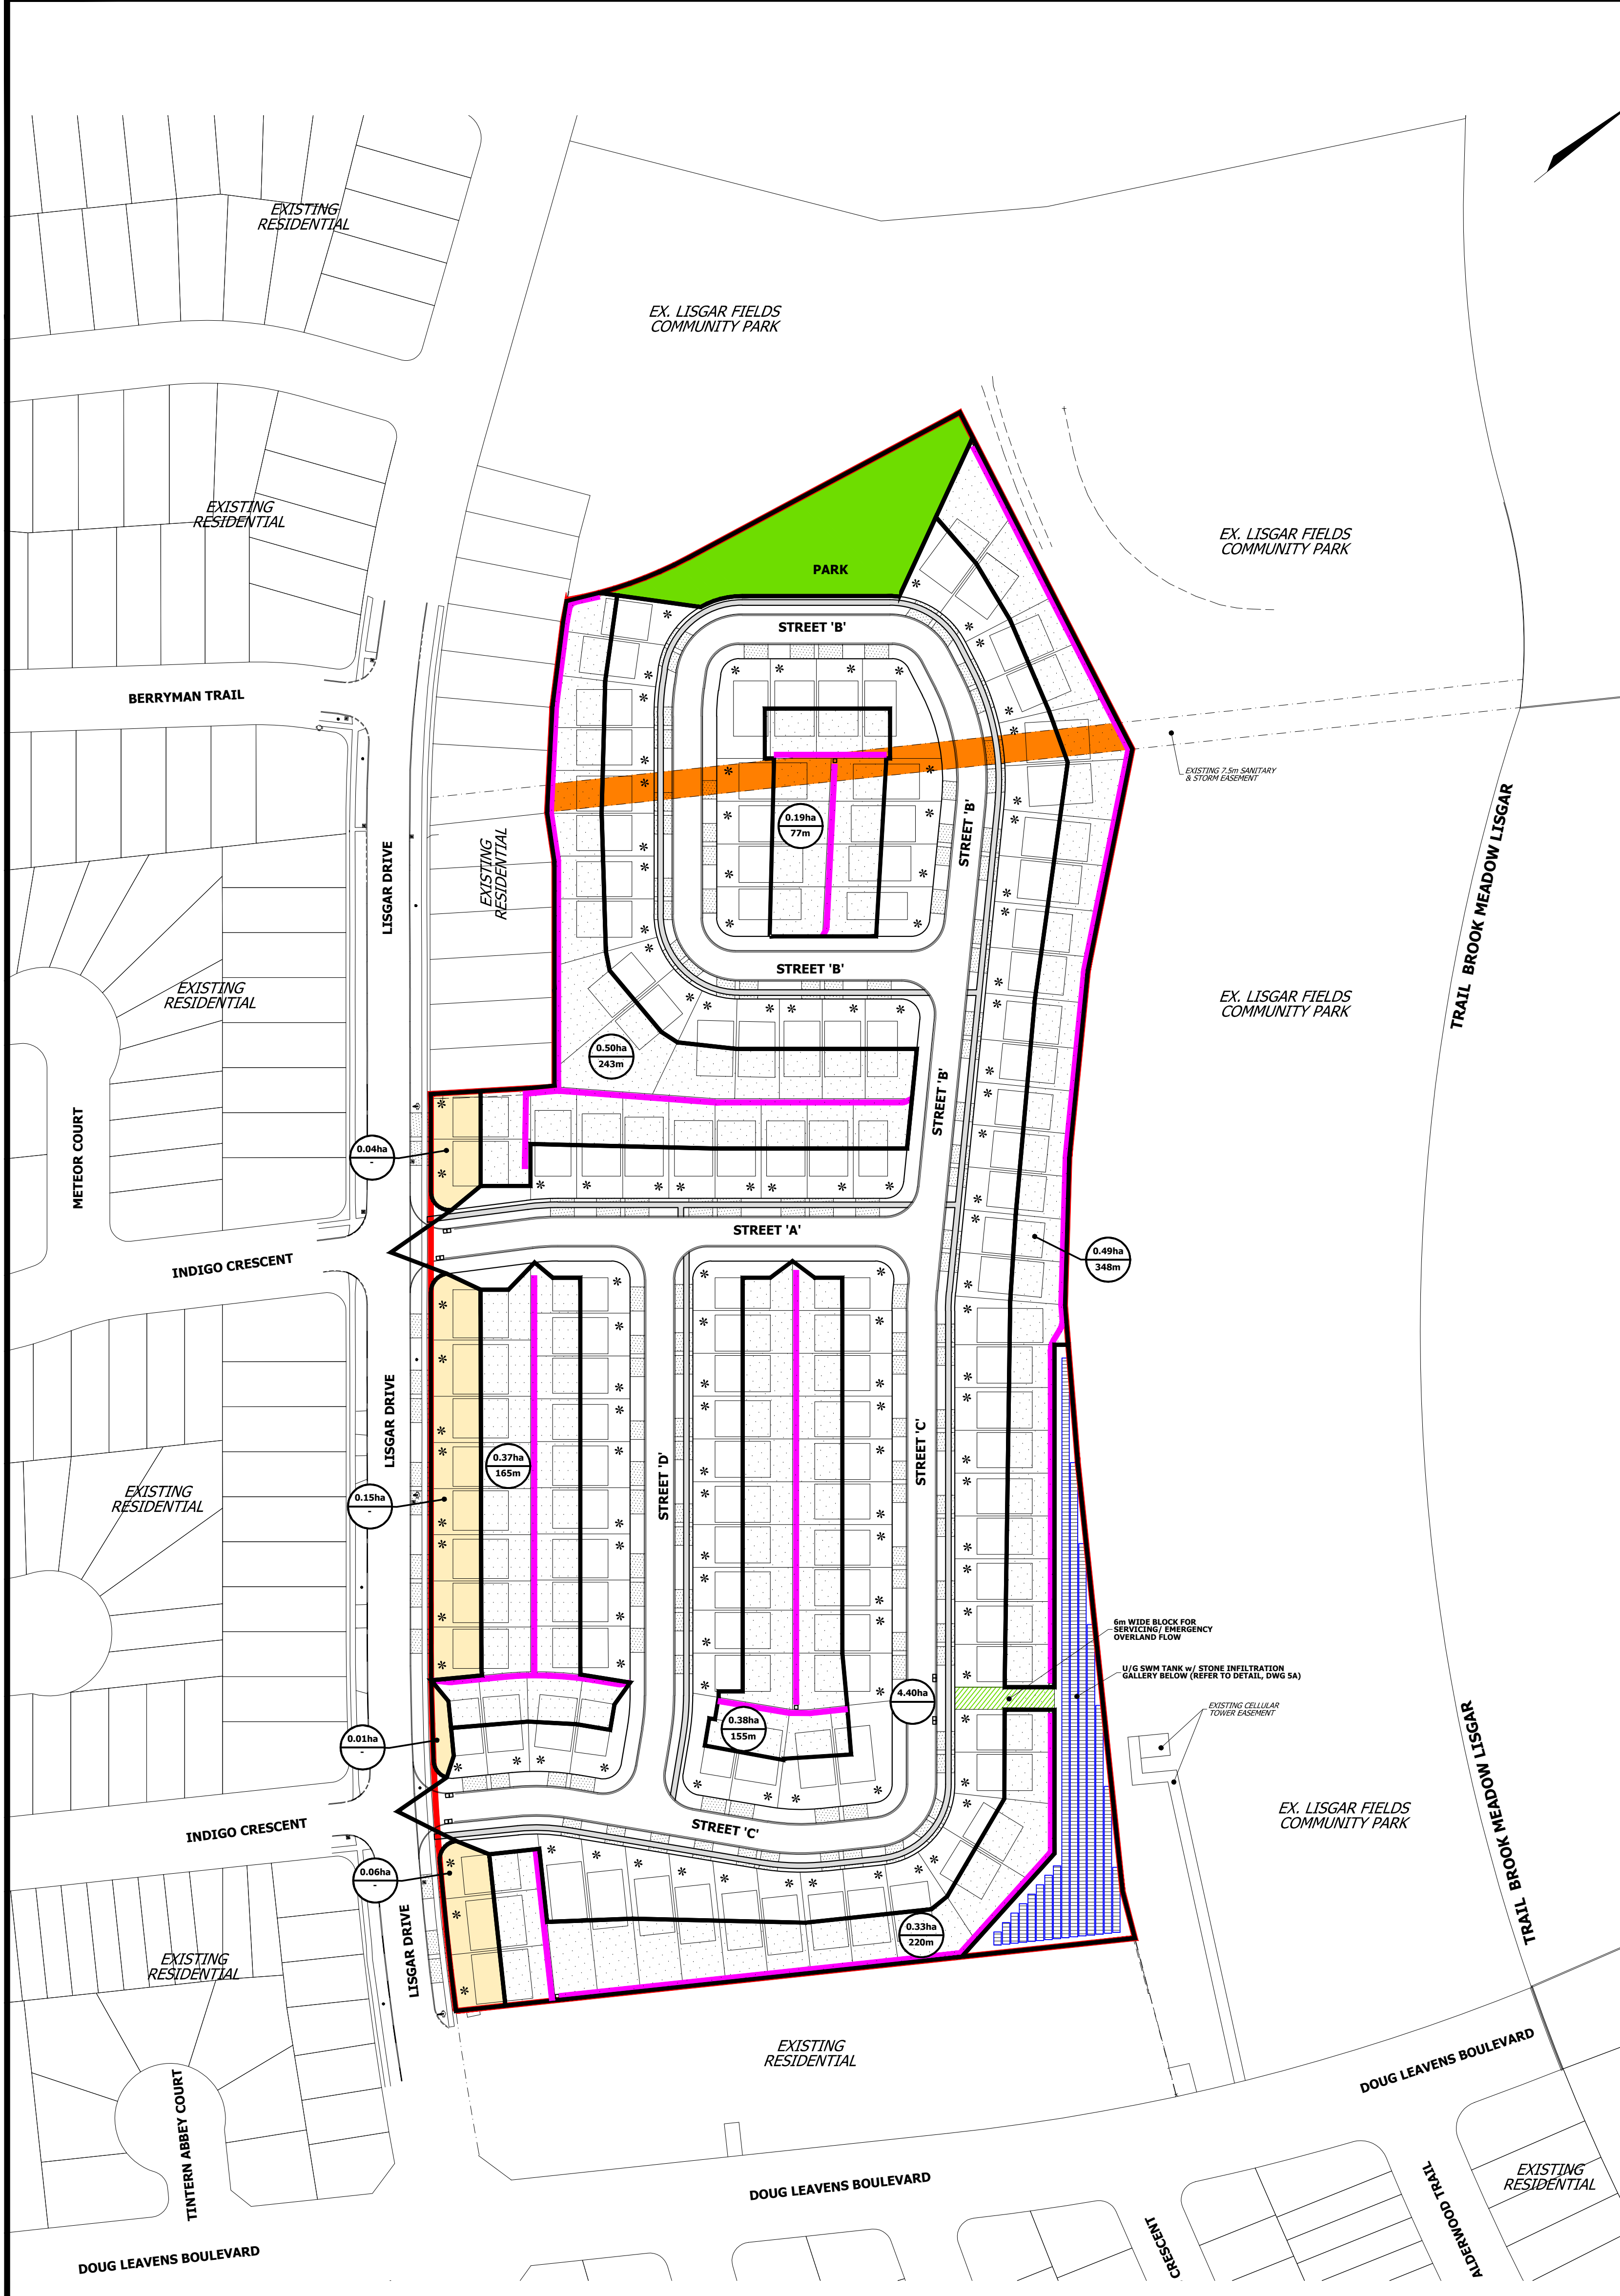 EXISTING
RESIDENTIAL
EX. LISGAR FIELDS
COMMUNITY PARK
EXISTING
RESIDENTIAL
EX. LISGAR FIELDS
COMMUNITY PARK
PARK
STREET 'B'
BERRYMAN TRAIL
EXISTING 7.5m SANITARY
& STORM EASEMENT
0.19ha
77m
STREET 'B'
LISGAR DRIVE
EXISTING
RESIDENTIAL
TRAIL BROOK MEADOW LISGAR
STREET 'B'
EXISTING
RESIDENTIAL
EX. LISGAR FIELDS
COMMUNITY PARK
0.50ha
243m
STREET 'B'
METEOR COURT
0.04ha
-
STREET 'A'
INDIGO CRESCENT
0.49ha
348m
LISGAR DRIVE
STREET 'C'
0.37ha
165m
STREET 'D'
EXISTING
RESIDENTIAL
0.15ha
-
6m WIDE BLOCK FOR
SERVICING/ EMERGENCY
OVERLAND FLOW
U/G SWM TANK w/ STONE INFILTRATION
GALLERY BELOW (REFER TO DETAIL, DWG 5A)
4.40ha
EXISTING CELLULAR
TOWER EASEMENT
0.38ha
155m
0.01ha
-
TRAIL BROOK MEADOW LISGAR
EX. LISGAR FIELDS
COMMUNITY PARK
INDIGO CRESCENT
STREET 'C'
0.06ha
-
0.33ha
220m
LISGAR DRIVE
EXISTING
RESIDENTIAL
EXISTING
RESIDENTIAL
DOUG LEAVENS BOULEVARD
TINTERN ABBEY COURT
DOUG LEAVENS BOULEVARD
EXISTING
RESIDENTIAL
ALDERWOOD TRAIL
CRESCENT
DOUG LEAVENS BOULEVARD